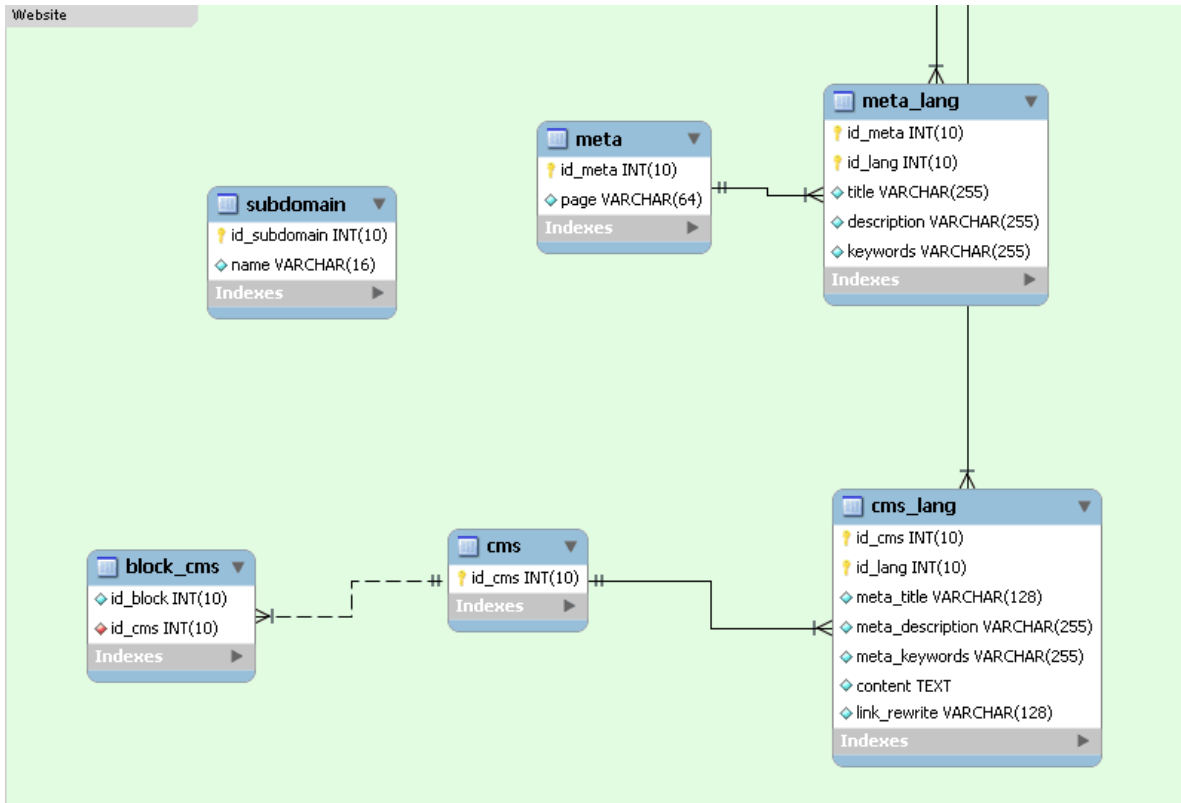 Website
meta_lang
id_meta INT(10)
id_lang INT(10)
title VARCHAR(255)
description VARCHAR(255)
keywords VARCHAR(255)
Indexes
meta
id_meta INT(10)
page VARCHAR(64)
Indexes
subdomain
id_subdomain INT(10)
name VARCHAR(16)
Indexes
cms_lang
id_cms INT(10)
id_lang INT(10)
meta_title VARCHAR(128)
meta_description VARCHAR(255)
meta_keywords VARCHAR(255)
content TEXT
link_rewrite VARCHAR(128)
Indexes
cms
id_cms INT(10)
Indexes
block_cms
id_block INT(10)
id_cms INT(10)
Indexes